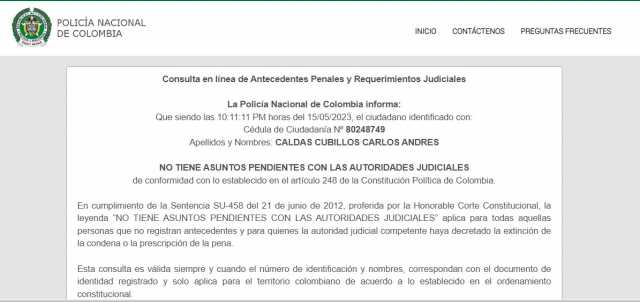 POLICÍA NACIONAL
DE COLOMBIA
INICIO CONTÁCTENOS PREGUNTAS FRECUENTES
Consulta en línea de Antecedentes Penales y Requerimientos Judiciales
La Policía Nacional de Colombia informa:
Que siendo las 10:11:11 PM horas del 15/05/2023, el ciudadano identificado con:
Cédula de Ciudadanía Nº 80248749
Apellidos y Nombres: CALDAS CUBILLOS CARLOS ANDRES
NO TIENE ASUNTOS PENDIENTES CON LAS AUTORIDADES JUDICIALES
de conformidad con lo establecido en el artículo 248 de la Constitución Política de Colombia.
En cumplimiento de la Sentencia SU-458 del 21 de junio de 2012, proferida por la Honorable Corte Constitucional, la
leyenda "NO TIENE ASUNTOS PENDIENTES CON LAS AUTORIDADES JUDICIALES" aplica para todas aquellas
personas que no registran antecedentes y para quienes la autoridad judicial competente haya decretado la extinción de
la condena o la prescripción de la pena.
Esta consulta es válida siempre y cuando el número de identificación y nombres, correspondan con el documento de
identidad registrado y solo aplica para el territorio colombiano de acuerdo a lo establecido en el ordenamiento
constitucional.